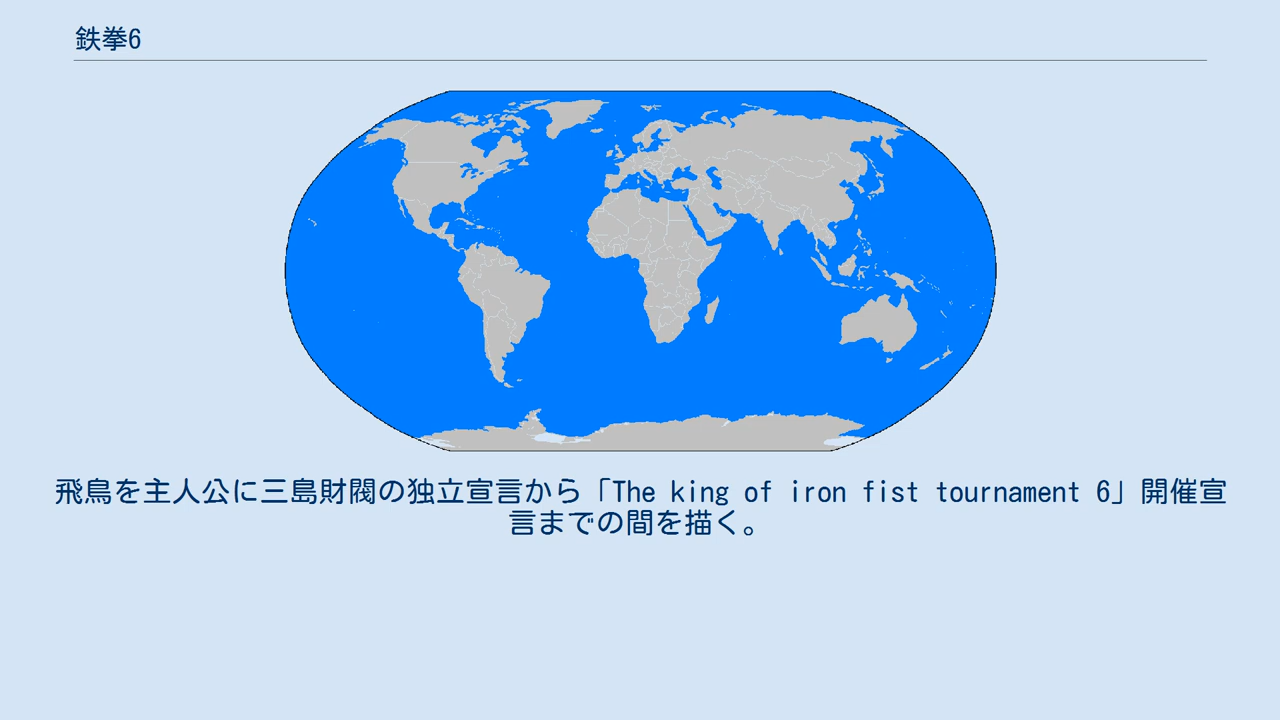 鉄拳6
飛鳥を主人公に三島財閥の独立宣言から「The king of iron fist tournament 6」開催宣
言までの間を描く。